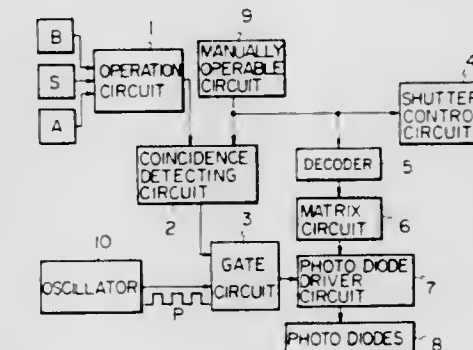 9
1
B
MANUALLY
OPERABLE
CIRCUIT
4
S
OPERATION
CIRCUIT
SHUTTER
CONTROL
CIRCUIT
A
COINCIDENCE
DETECTING
CIRCUIT
DECODER
5
2
3
MATRIX
CIRCUIT
6
10
GATE
CIRCUIT
OSCILLATOR
P
PHOTO DIODE
DRIVER
CIRCUIT
7
PHOTO DIODES
8